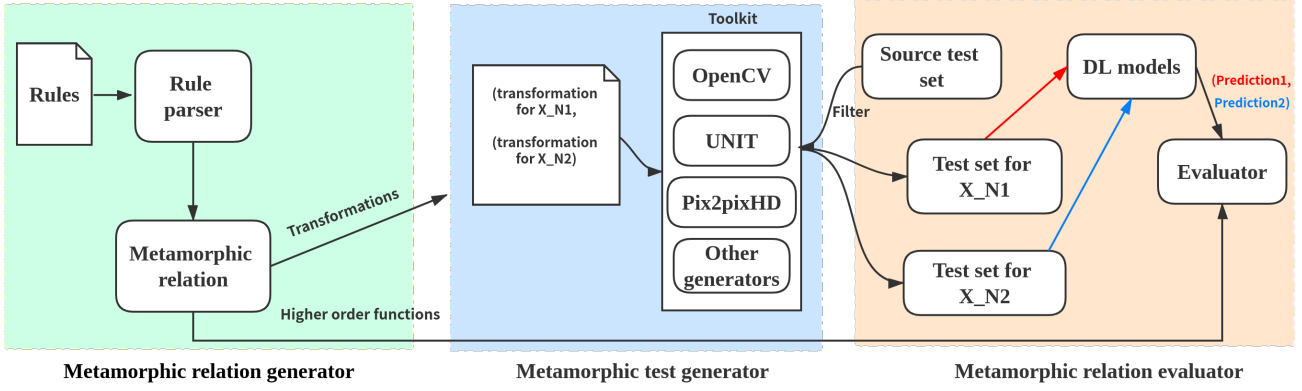 Rules
Rule
parser
Metamorphic
relation
Transformations
Higher order functions
Metamorphic relation generator
Toolkit
(transformation
for X_N1,
(transformation
for X_N2)
OpenCV
UNIT
Pix2pixHD
Other
generators
Metamorphic test generator
Source test
set
Filter
Test set for
X_N1
Test set for
X_N2
DL models
(Prediction1,
Prediction2)
Evaluator
Metamorphic relation evaluator